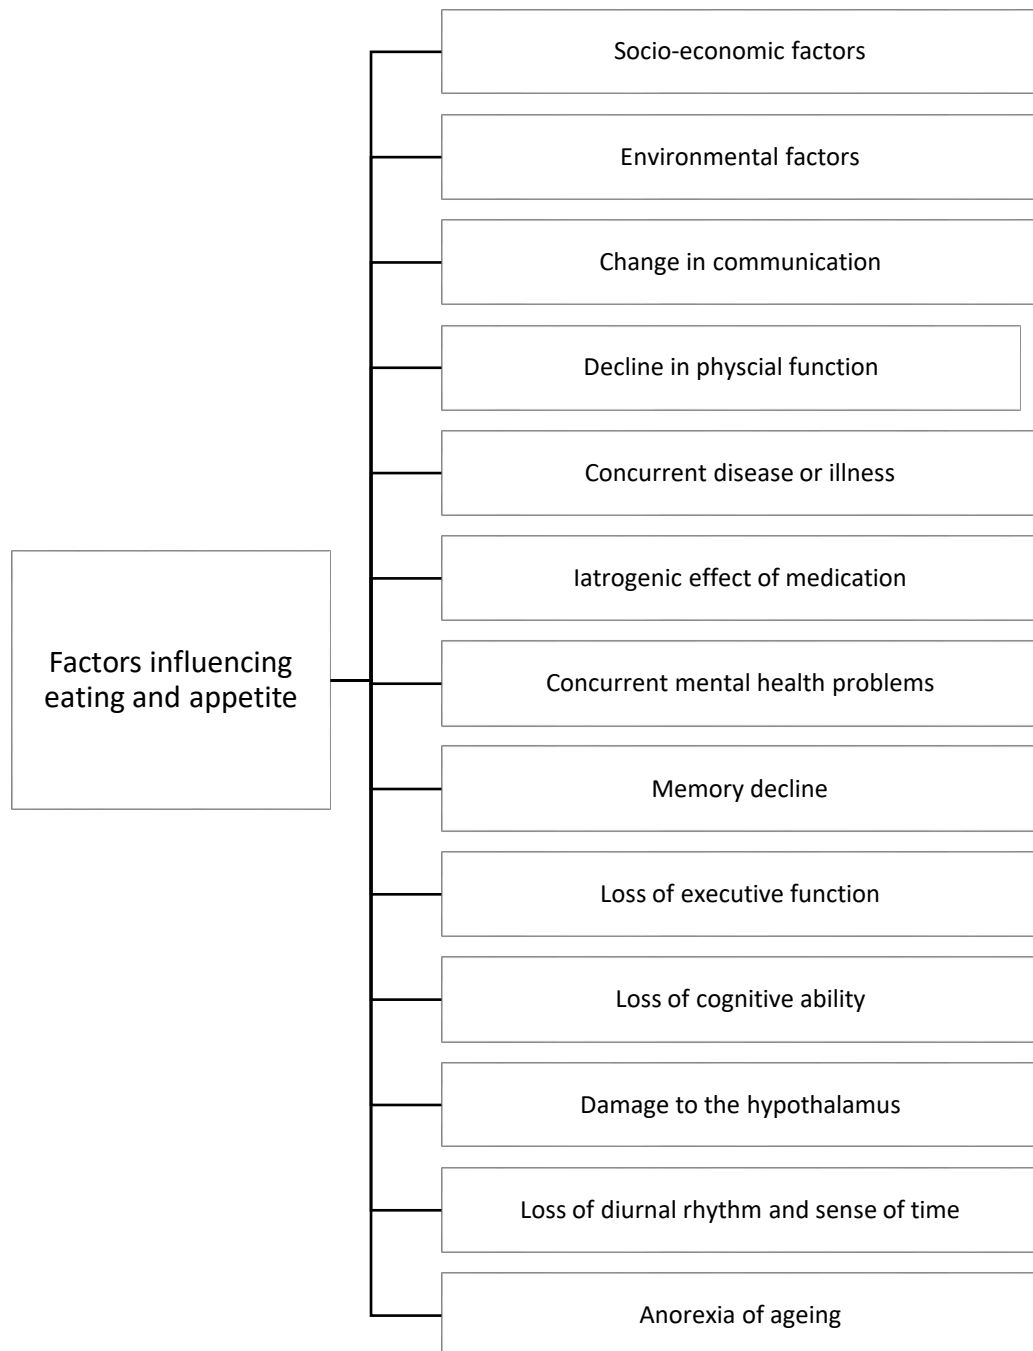 Socio-economic factors
Environmental factors
Change in communication
Decline in physcial function
Concurrent disease or illness
Iatrogenic effect of medication
Factors influencing
eating and appetite
Concurrent mental health problems
Memory decline
Loss of executive function
Loss of cognitive ability
Damage to the hypothalamus
Loss of diurnal rhythm and sense of time
Anorexia of ageing